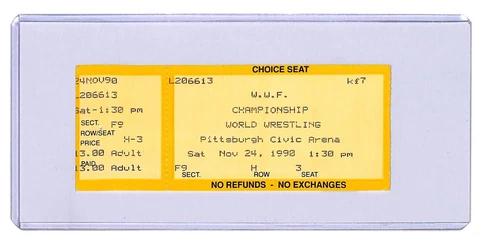 CHOICE SEAT
24NOV90
L206613
Sat-1:30 pm
SECT. F9
ROW/SEAT
H-3
PRICE
13.00 Adult
PAID
13.00 Adult
L206613 kf7
W.W.F.
CHAMPIONSHIP
WORLD WRESTLING
Pittsburgh Civic Arena
Sat Nov 24, 1990 1:30 pm
F9 H 3
SECT. ROW SEAT
NO REFUNDS - NO EXCHANGES